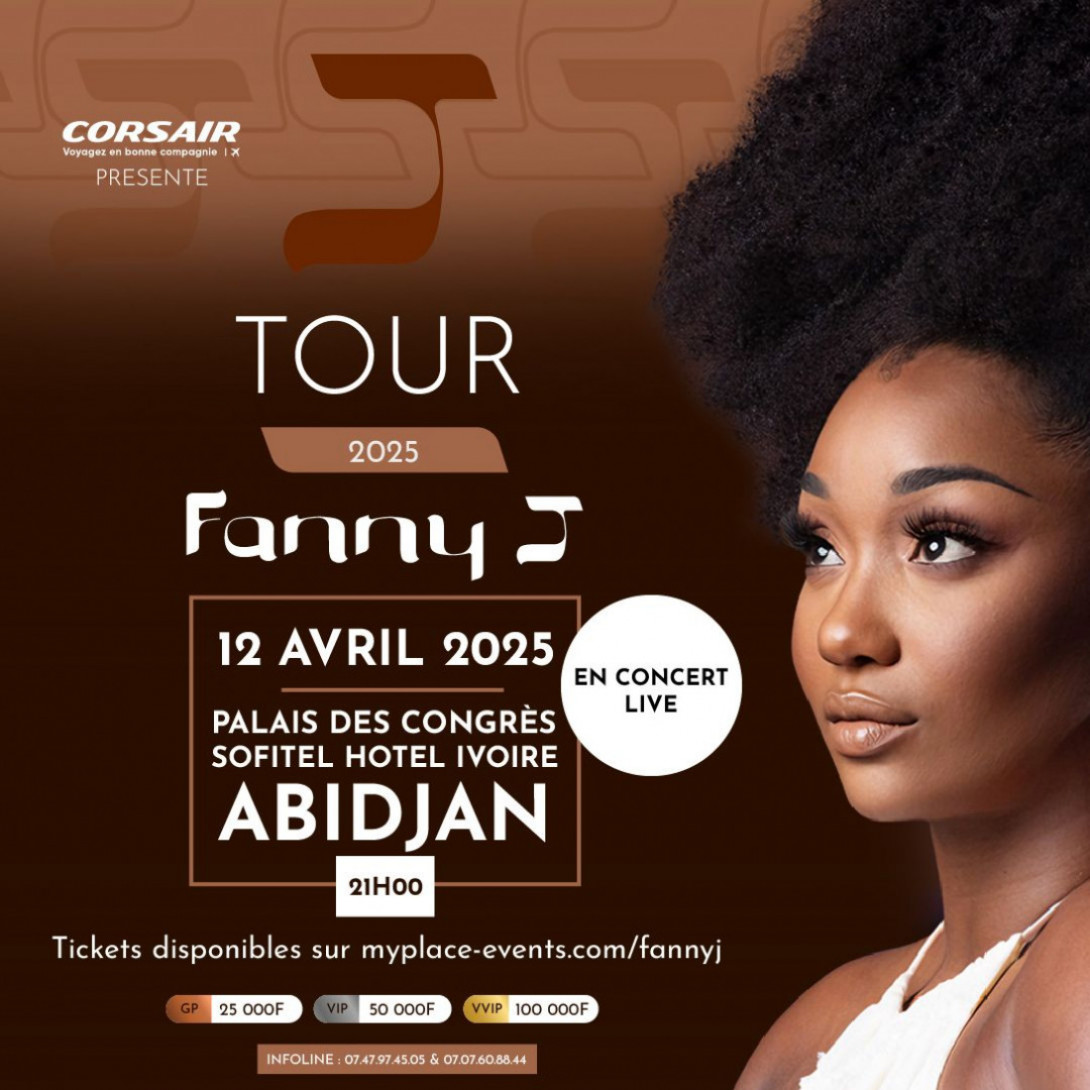 CORSAIR
Voyagez en bonne compagnie
PRESENTE
J
TOUR
2025
Fanny J
12 AVRIL 2025
EN CONCERT
LIVE
PALAIS DES CONGRÈS
SOFITEL HOTEL IVOIRE
ABIDJAN
21H00
Tickets disponibles sur myplace-events.com/fannyj
GP 25 000F VIP 50 000F VVIP 100 000F
INFOLINE : 07.47.97.45.05 & 07.07.60.88.44